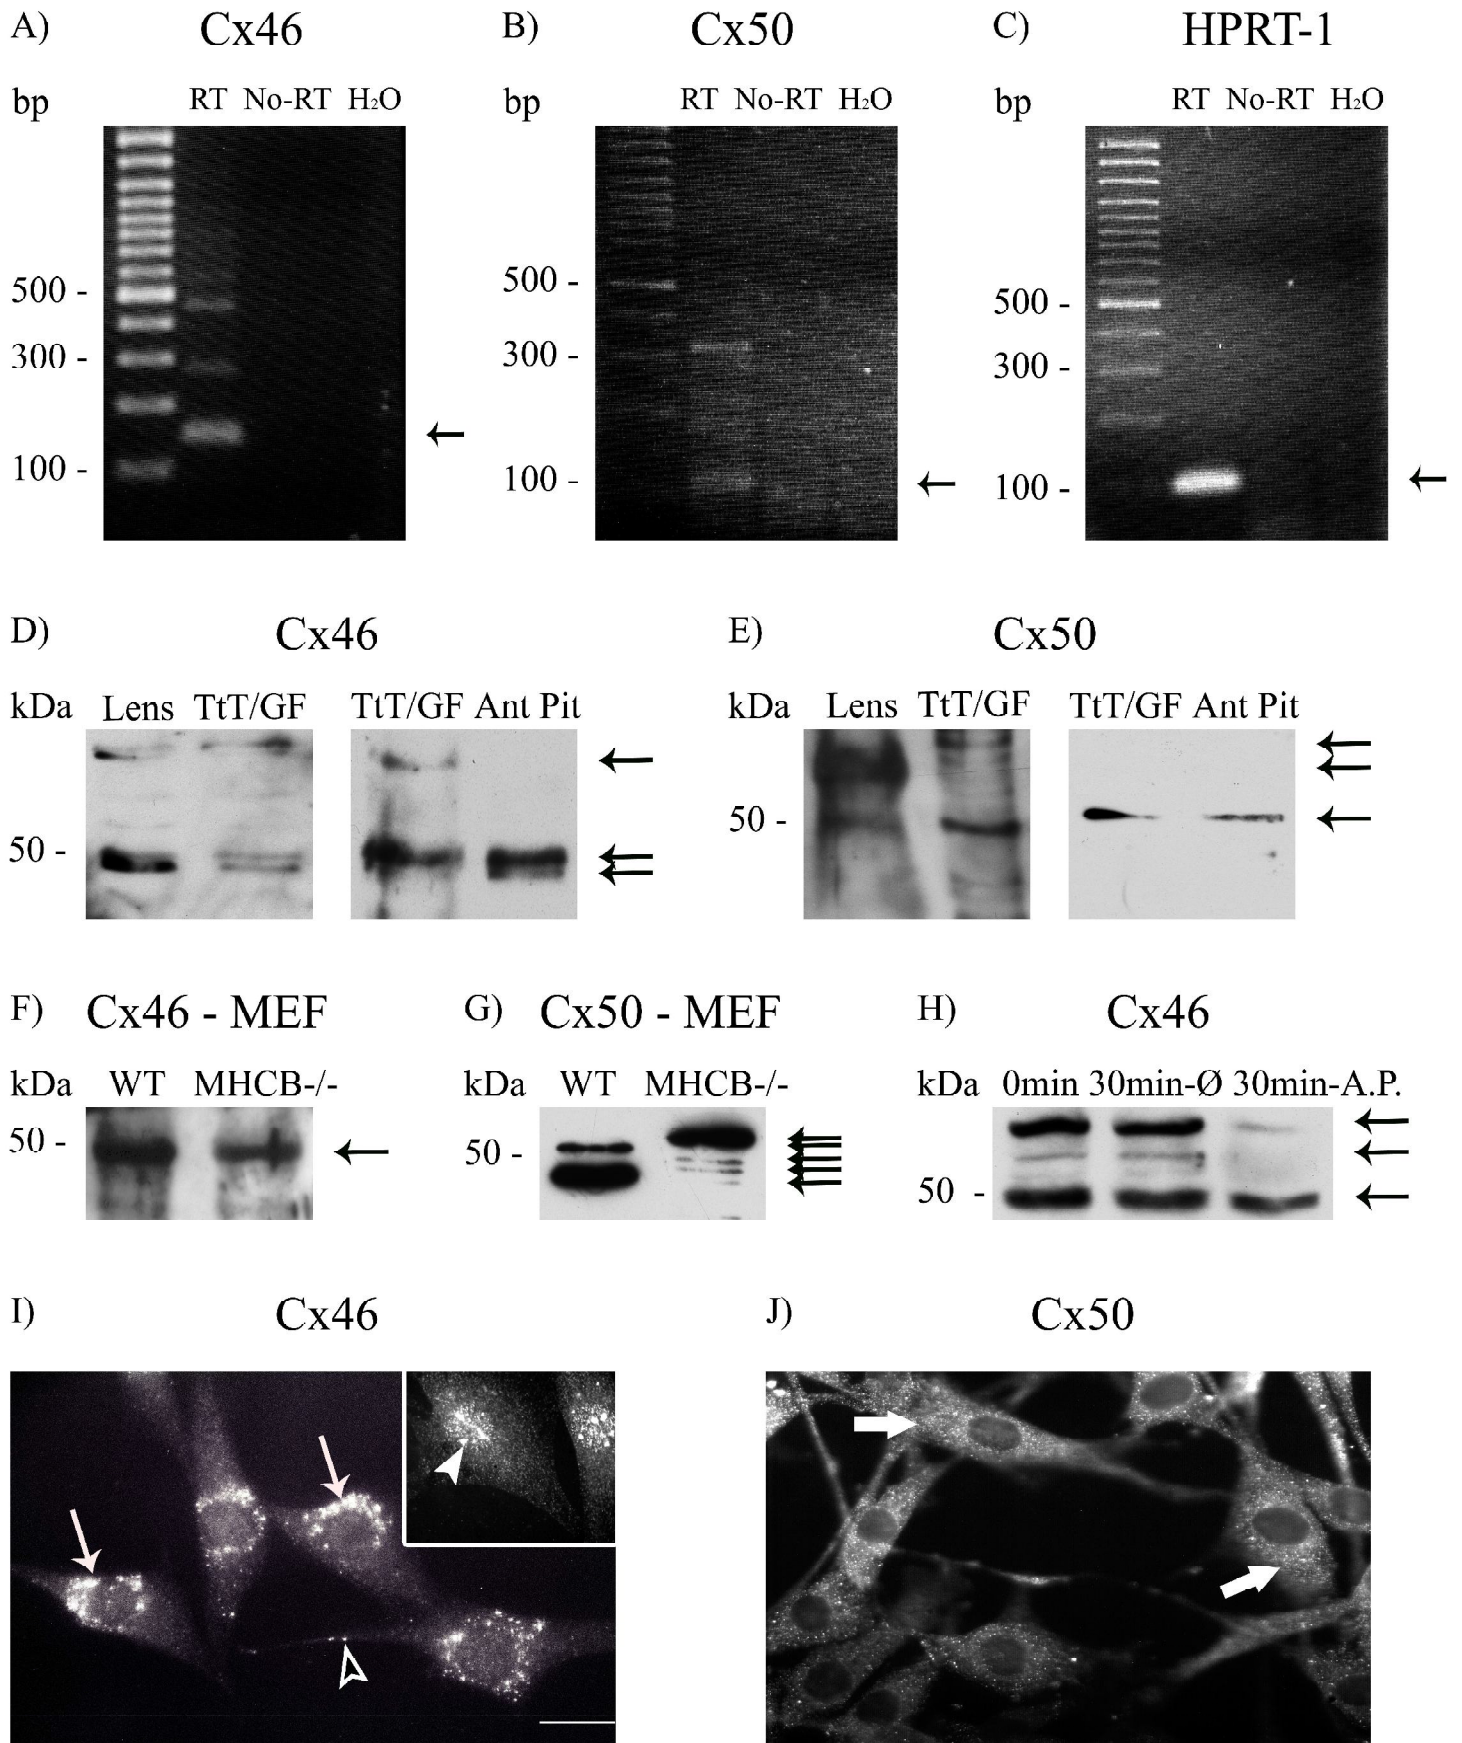 A) Cx46 B) Cx50 C) HPRT-1
bp RT No-RT H₂O bp RT No-RT H₂O bp RT No-RT H₂O
500 - 500 - 500 -
300 - 300 - 300 -
100 - 100 - 100 -
← ← ←
D) Cx46 E) Cx50
kDa Lens TtT/GF TtT/GF Ant Pit kDa Lens TtT/GF TtT/GF Ant Pit
50 - 50 -
F) Cx46 - MEF G) Cx50 - MEF H) Cx46
kDa WT MHCB-/- kDa WT MHCB-/- kDa 0min 30min-Ø 30min-A.P.
50 - 50 - 50 -
I) Cx46 J) Cx50